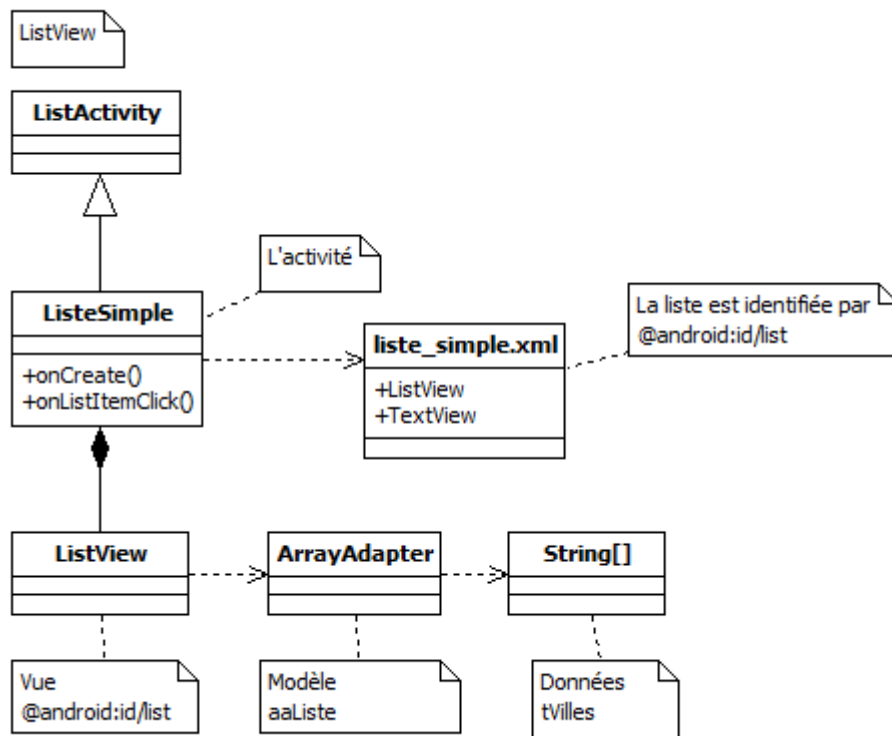 ListView
ListActivity
L'activité
ListeSimple
+onCreate()
+onListItemClick()
liste_simple.xml
+ListView
+TextView
La liste est identifiée par
@android:id/list
ListView
ArrayAdapter
String[]
Vue
@android:id/list
Modèle
aaListe
Données
tVilles